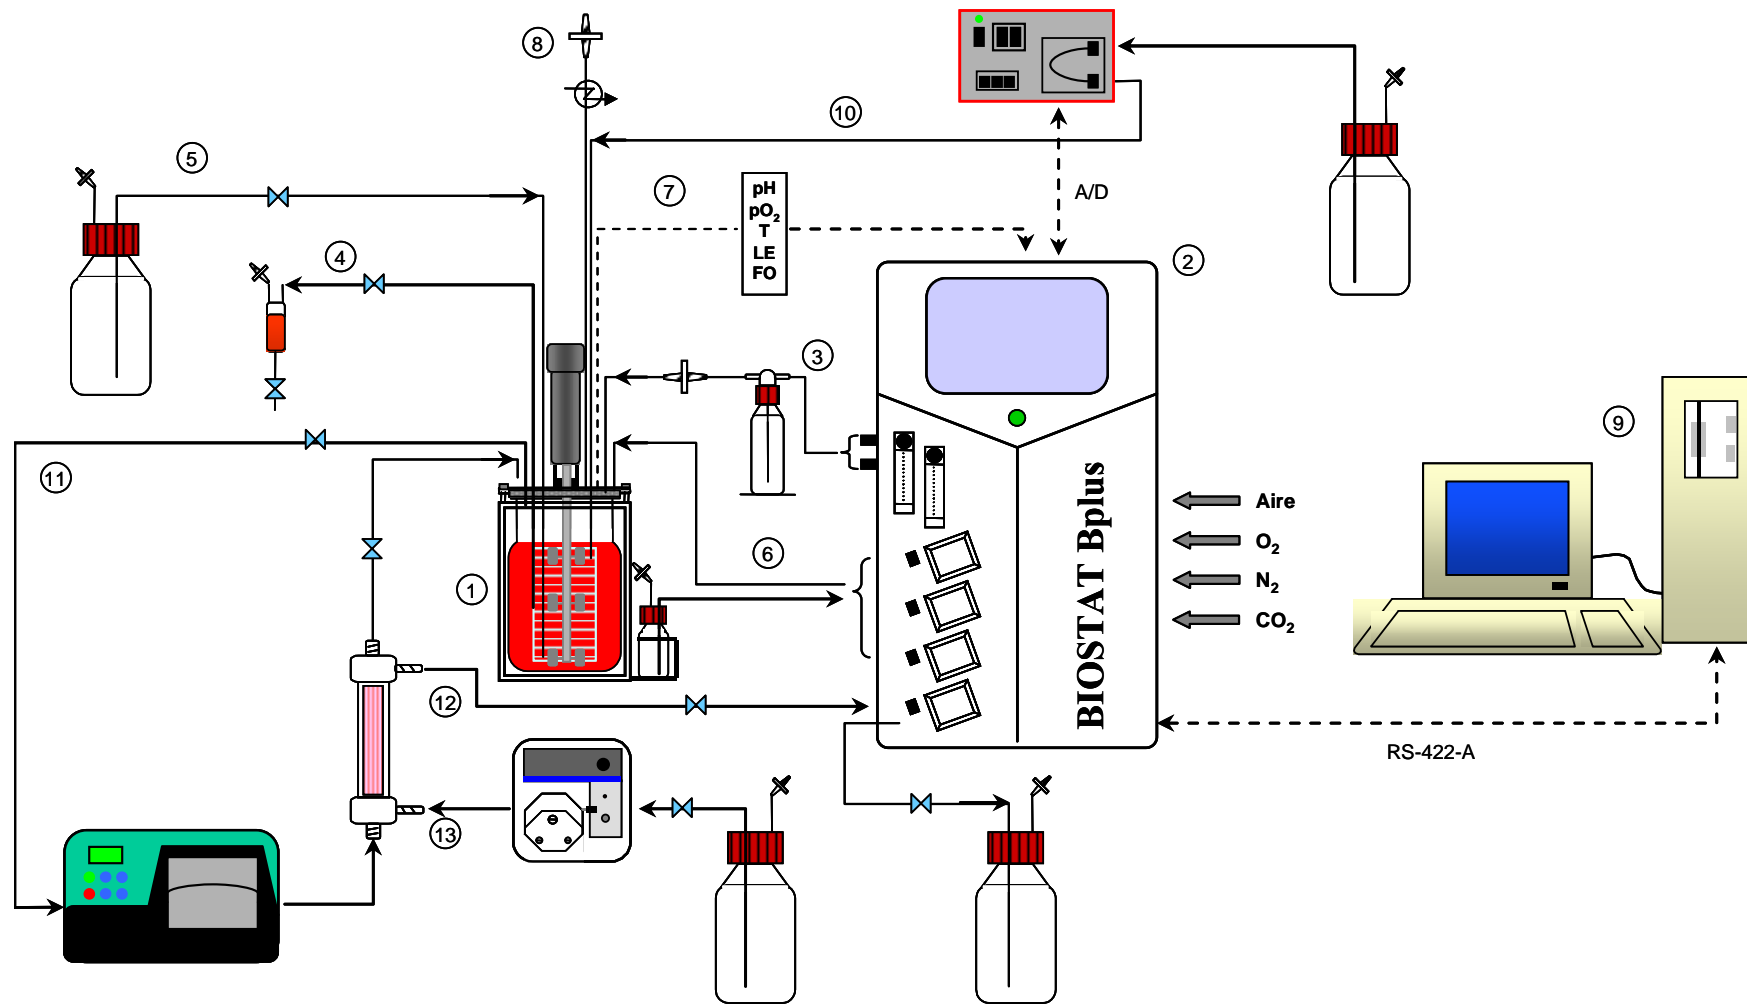 8
10
5
7
pH
pO₂
T
LE
FO
A/D
4
2
3
9
11
BIOSTAT Bplus
Aire
O₂
N₂
CO₂
6
1
12
RS-422-A
13